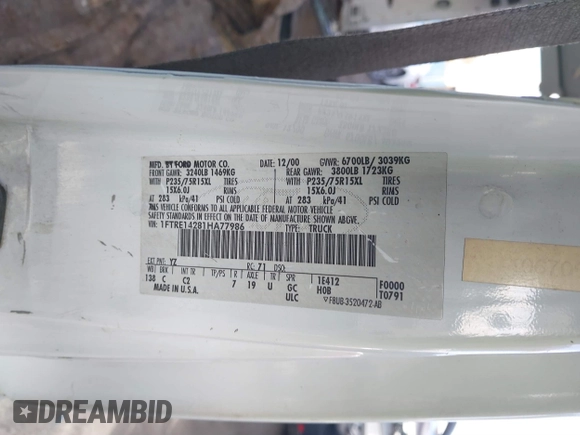 MFD. BY FORD MOTOR CO.
DATE: 12/00
GVWR: 6700LB/ 3039KG
FRONT GAWR: 3240LB 1469KG
REAR GAWR: 3800LB 1723KG
WITH
P235/75R15XL
TIRES
WITH
P235/75R15XL
TIRES
15X6.0J
RIMS
15X6.0J
RIMS
AT 283 kPa/41 PSI COLD
AT 283 kPa/41 PSI COLD
THIS VEHICLE CONFORMS TO ALL APPLICABLE FEDERAL MOTOR VEHICLE
SAFETY STANDARDS IN EFFECT ON THE DATE OF MANUFACTURE SHOWN ABOVE.
VIN: 1FTRE14281HA77986
TYPE: TRUCK
EXT PNT: YZ
RC: 71 DSO:
WB BRK INT TR TP/PS R AXLE TR SPR
138 C C2 7 19 U GC
ULC
1E412
H0B
F0000
T0791
MADE IN U.S.A.
F8UB-3520472-AB
DREAMBID